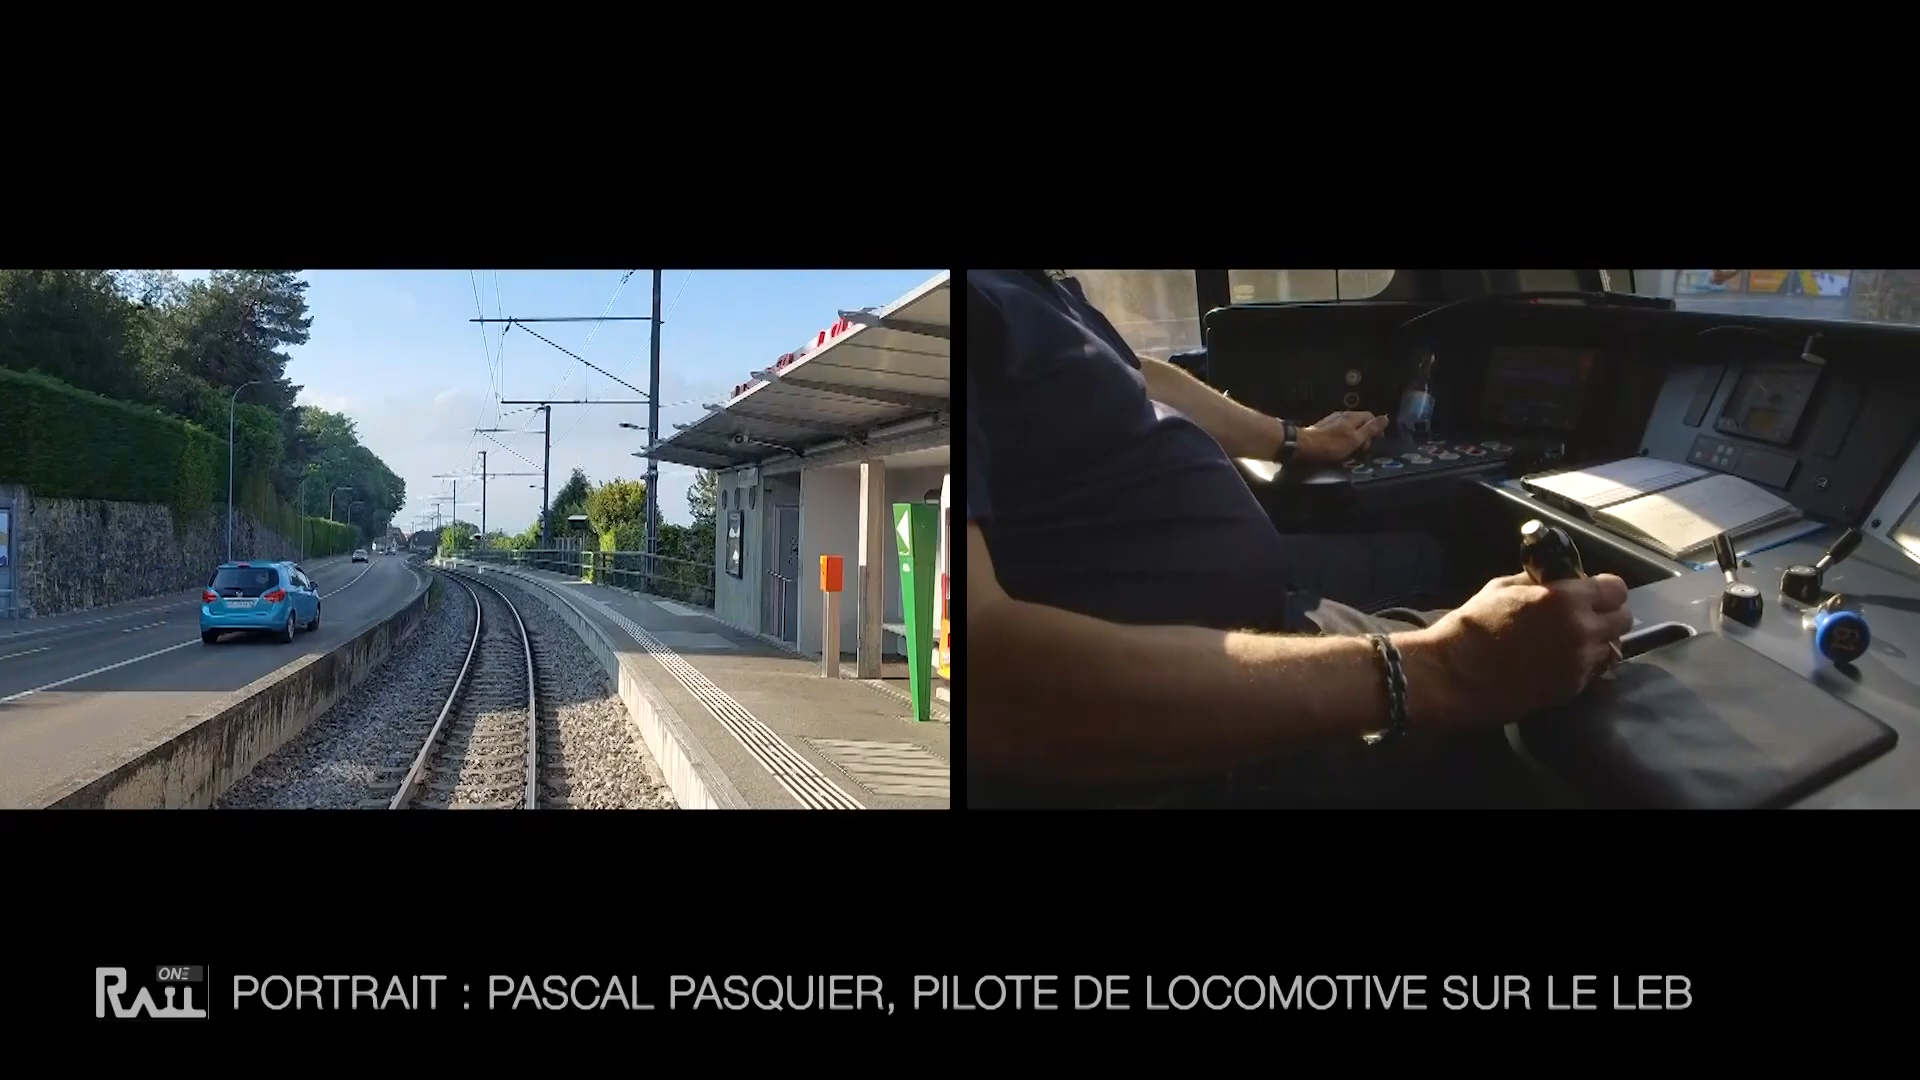 ONE
RAIL
PORTRAIT : PASCAL PASQUIER, PILOTE DE LOCOMOTIVE SUR LE LEB